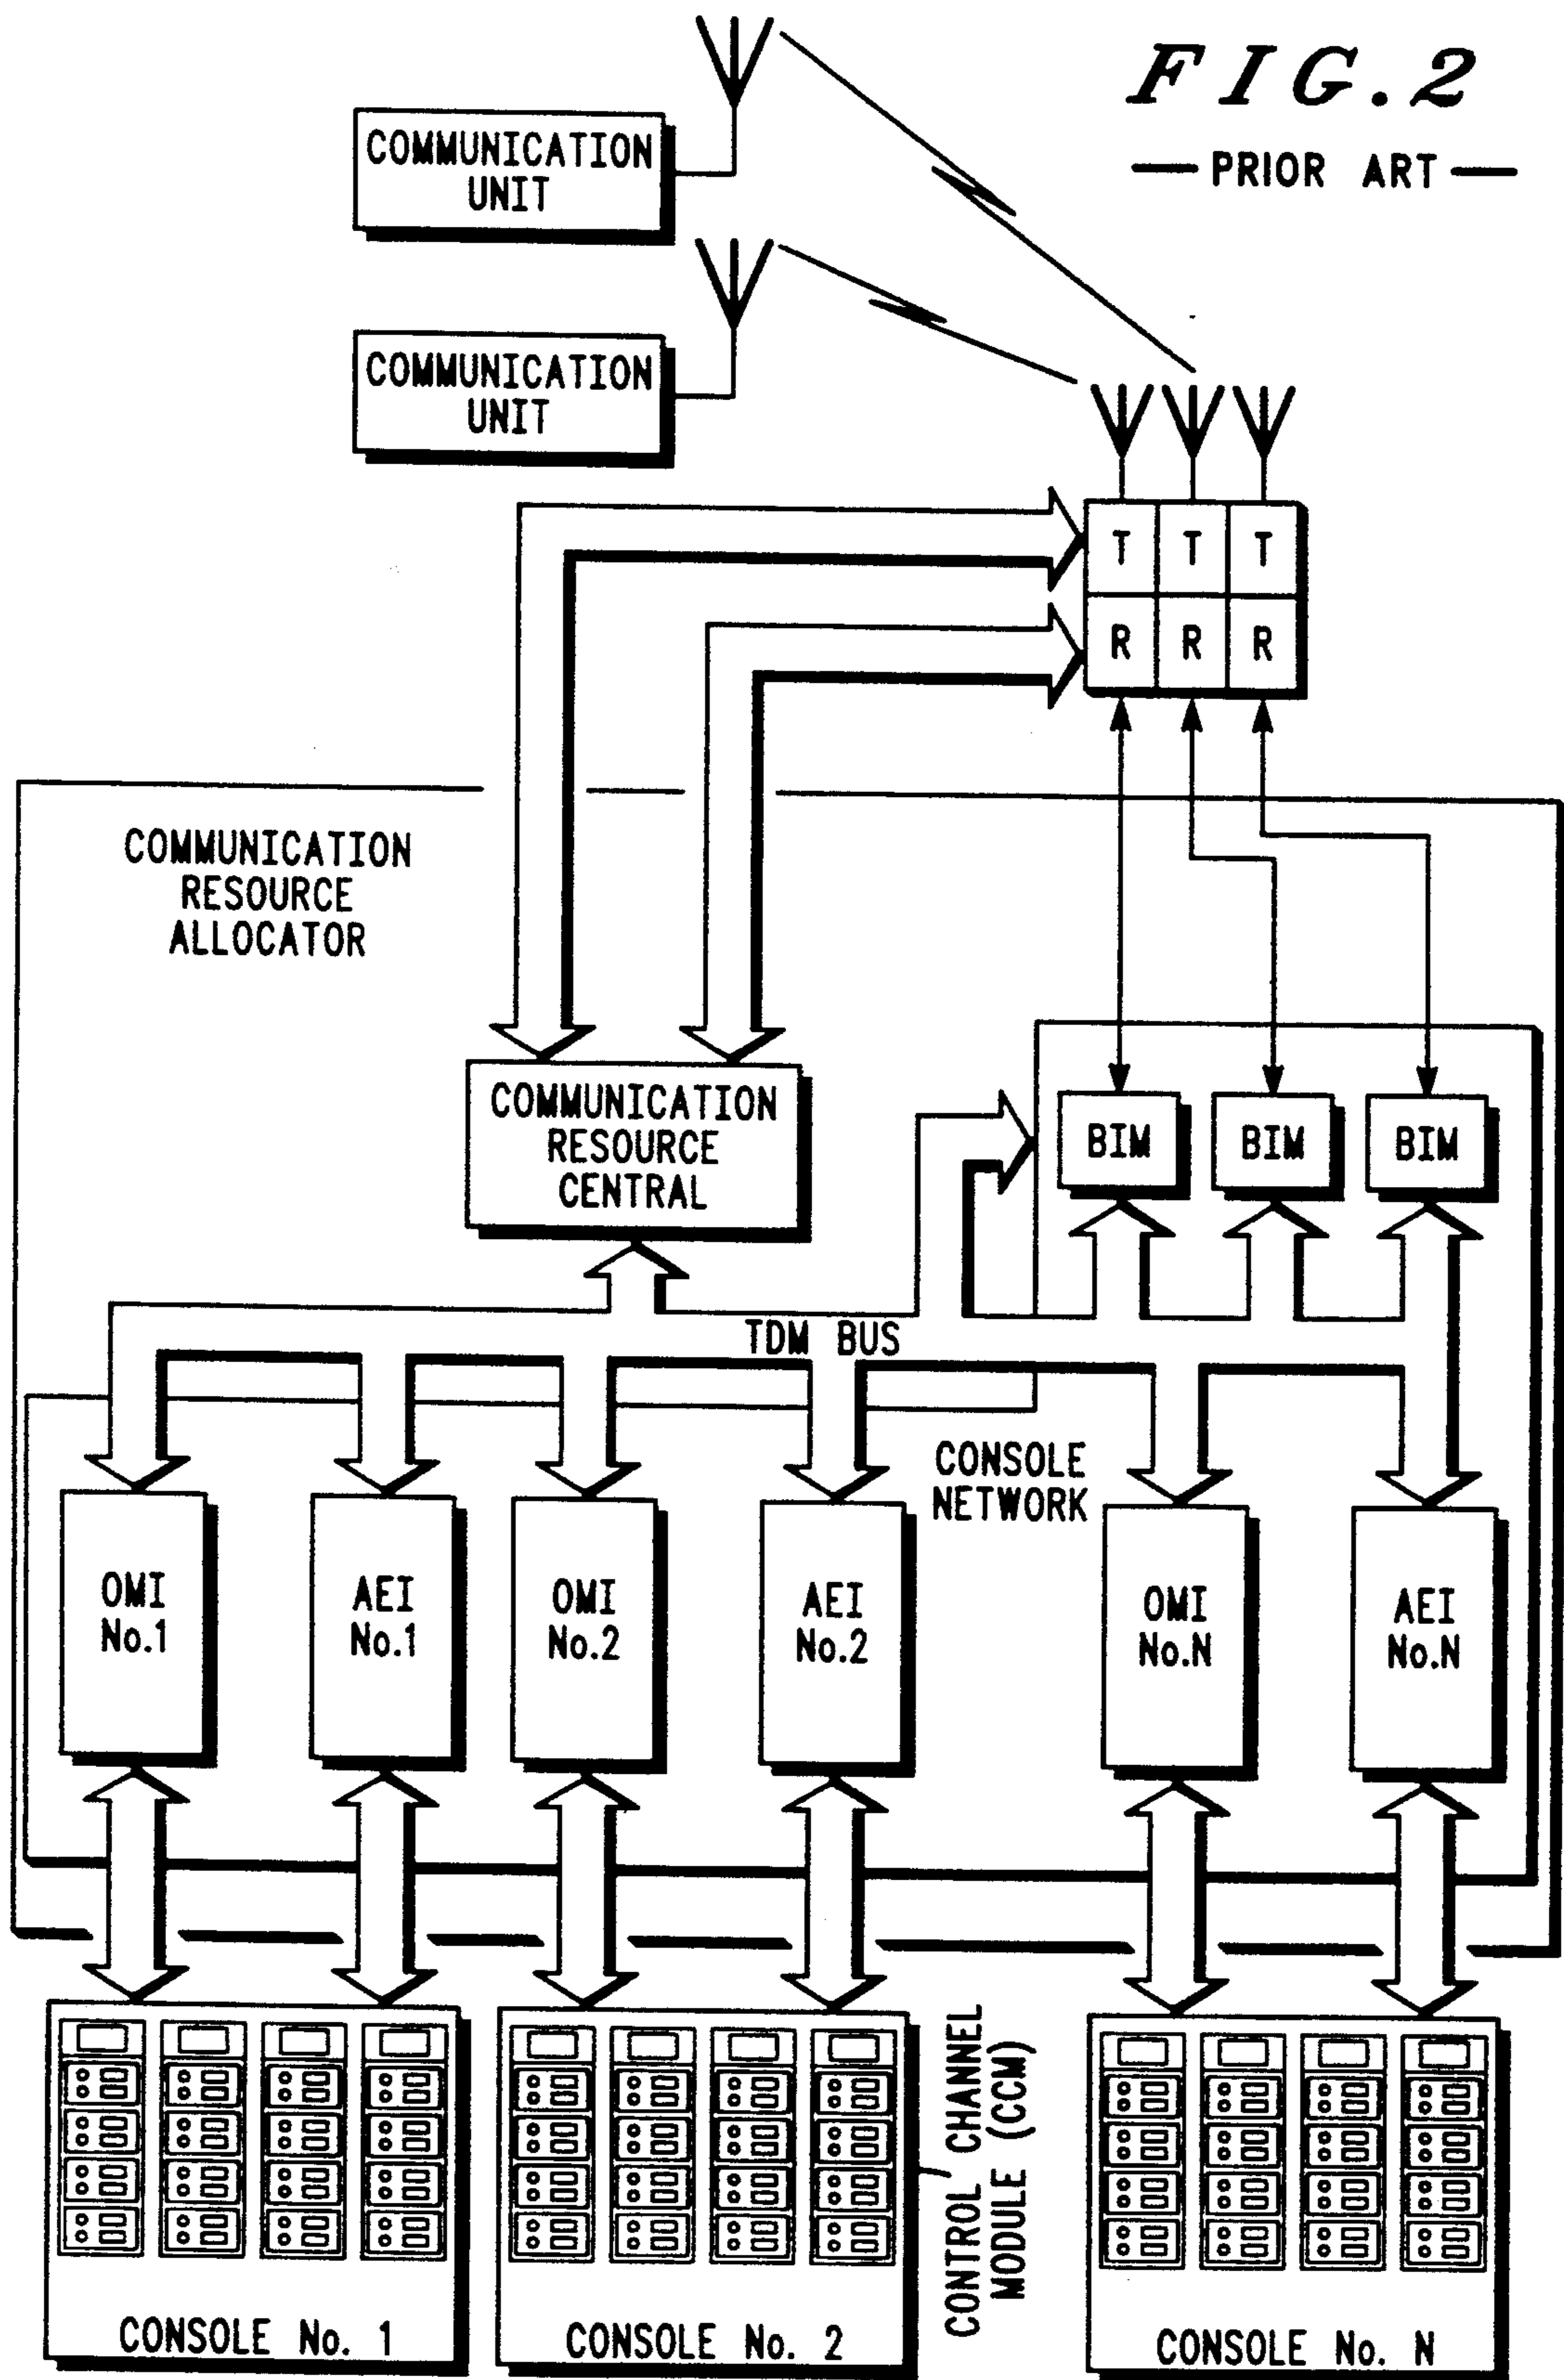 FIG.2
— PRIOR ART —
COMMUNICATION
UNIT
COMMUNICATION
UNIT
T T T
R R R
COMMUNICATION
RESOURCE
ALLOCATOR
COMMUNICATION
RESOURCE
CENTRAL
BIM BIM BIM
TDM BUS
CONSOLE
NETWORK
OMI
No.1
AEI
No.1
OMI
No.2
AEI
No.2
OMI
No.N
AEI
No.N
CONTROL CHANNEL
MODULE (CCM)
CONSOLE No. 1
CONSOLE No. 2
CONSOLE No. N